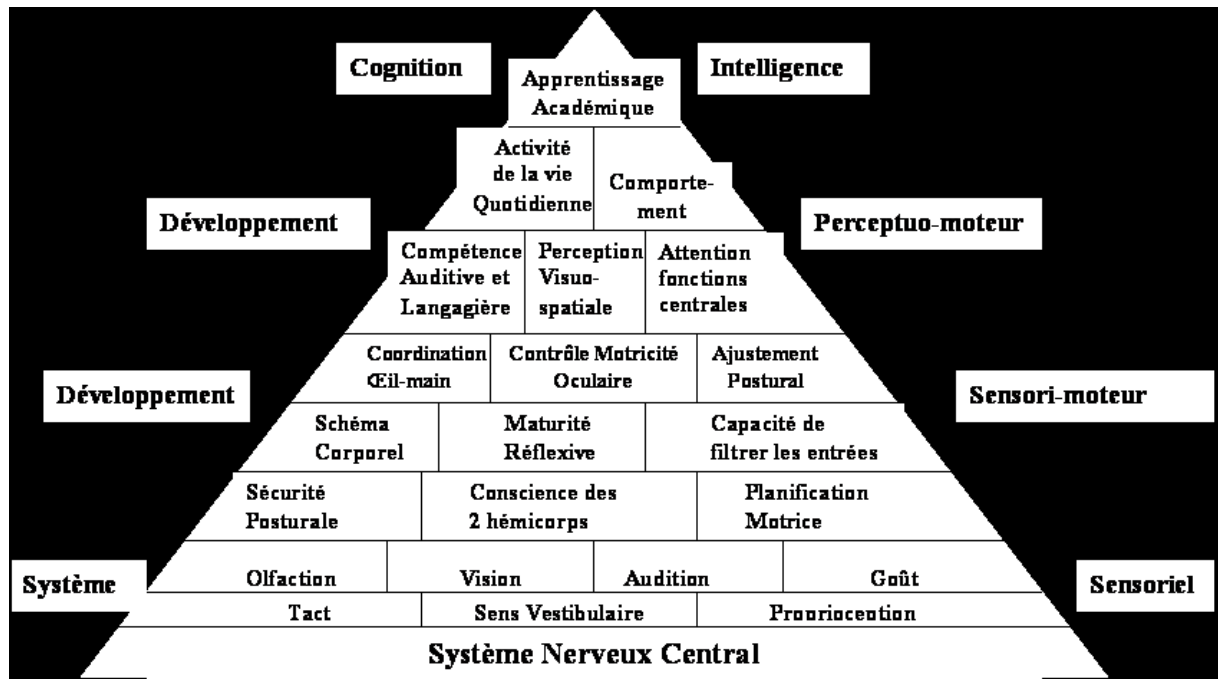 Cognition
Intelligence
Apprentissage
Académique
Activité
de la vie
Quotidienne
Comporte-
ment
Développement
Perceptuo-moteur
Compétence
Auditive et
Langagière
Perception
Visuo-
spatiale
Attention
fonctions
centrales
Coordination
Œil-main
Contrôle Motricité
Oculaire
Ajustement
Postural
Développement
Sensori-moteur
Schéma
Corporel
Maturité
Réflexive
Capacité de
filtrer les entrées
Sécurité
Posturale
Conscience des
2 hémicorps
Planification
Motrice
Système
Sensoriel
Olfaction
Vision
Audition
Goût
Tact
Sens Vestibulaire
Proprioception
Système Nerveux Central